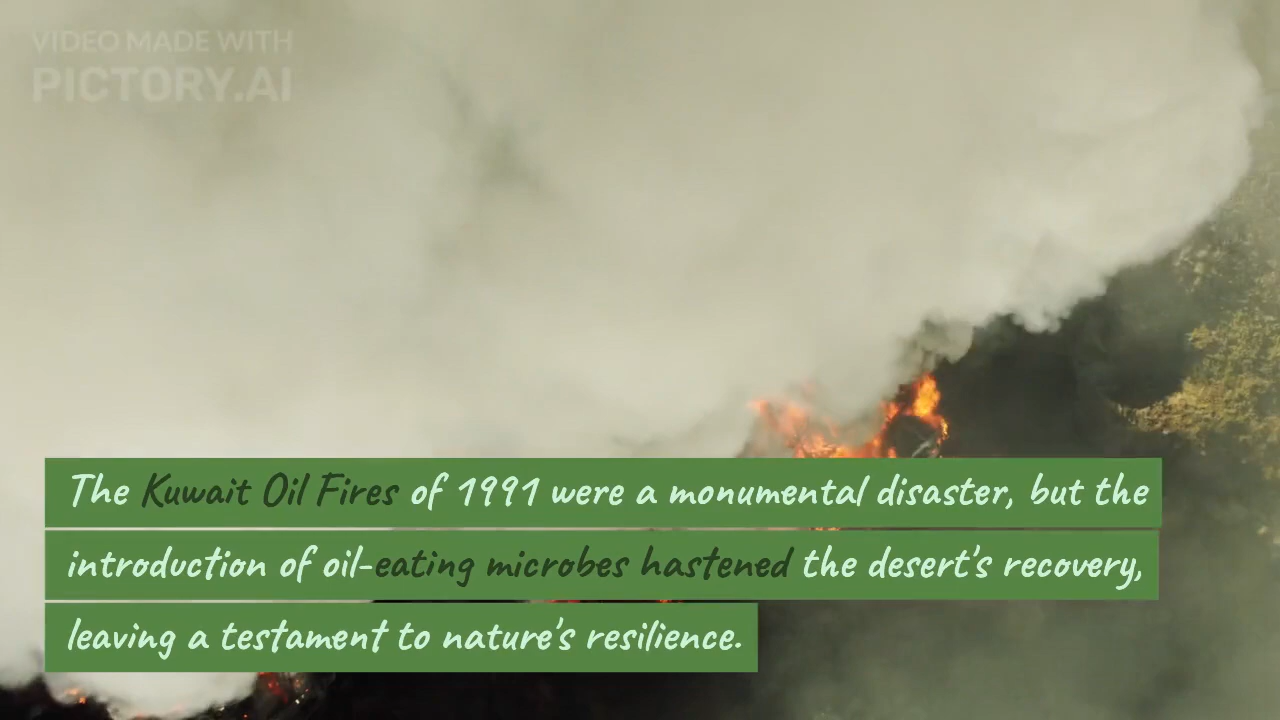 VIDEO MADE WITH
PICTORY.AI
The Kuwait Oil Fires of 1991 were a monumental disaster, but the
introduction of oil-eating microbes hastened the desert's recovery,
leaving a testament to nature's resilience.